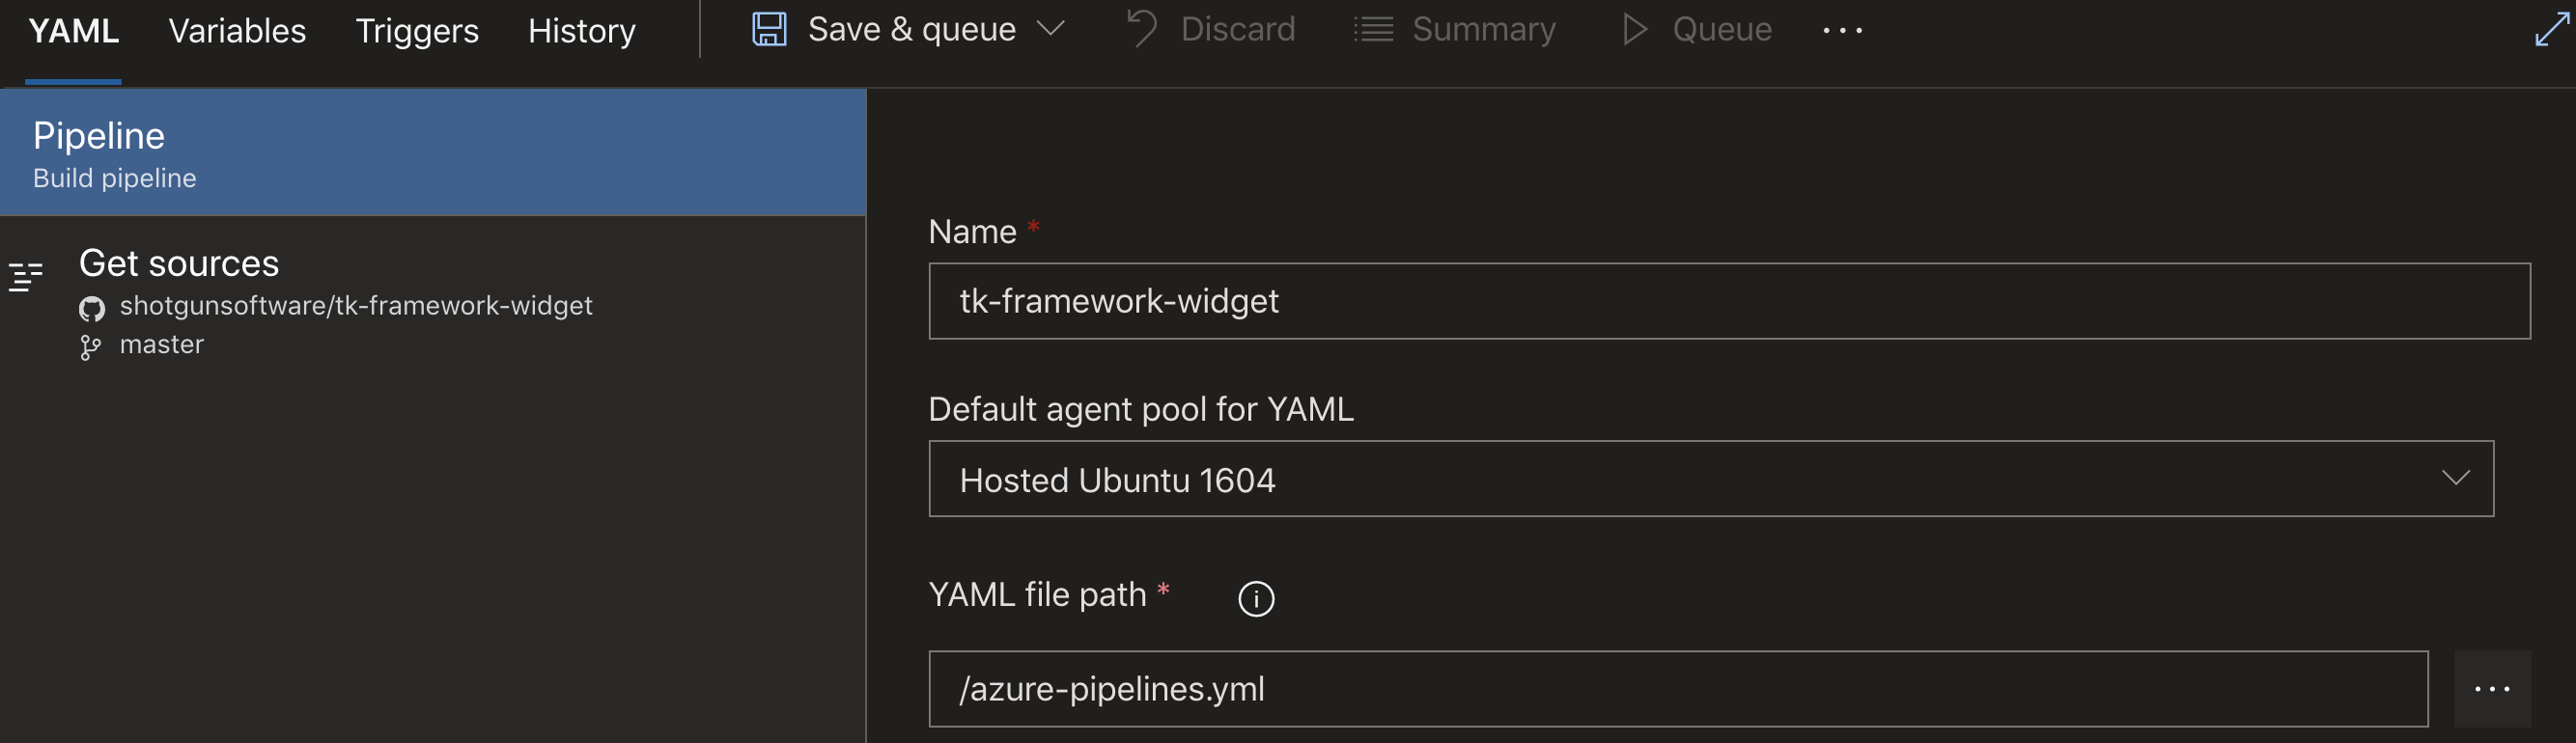 YAML Variables Triggers History Save & queue Discard Summary Queue ...
Pipeline
Build pipeline
Get sources
shotgunsoftware/tk-framework-widget
master
Name *
tk-framework-widget
Default agent pool for YAML
Hosted Ubuntu 1604
YAML file path *
/azure-pipelines.yml ...